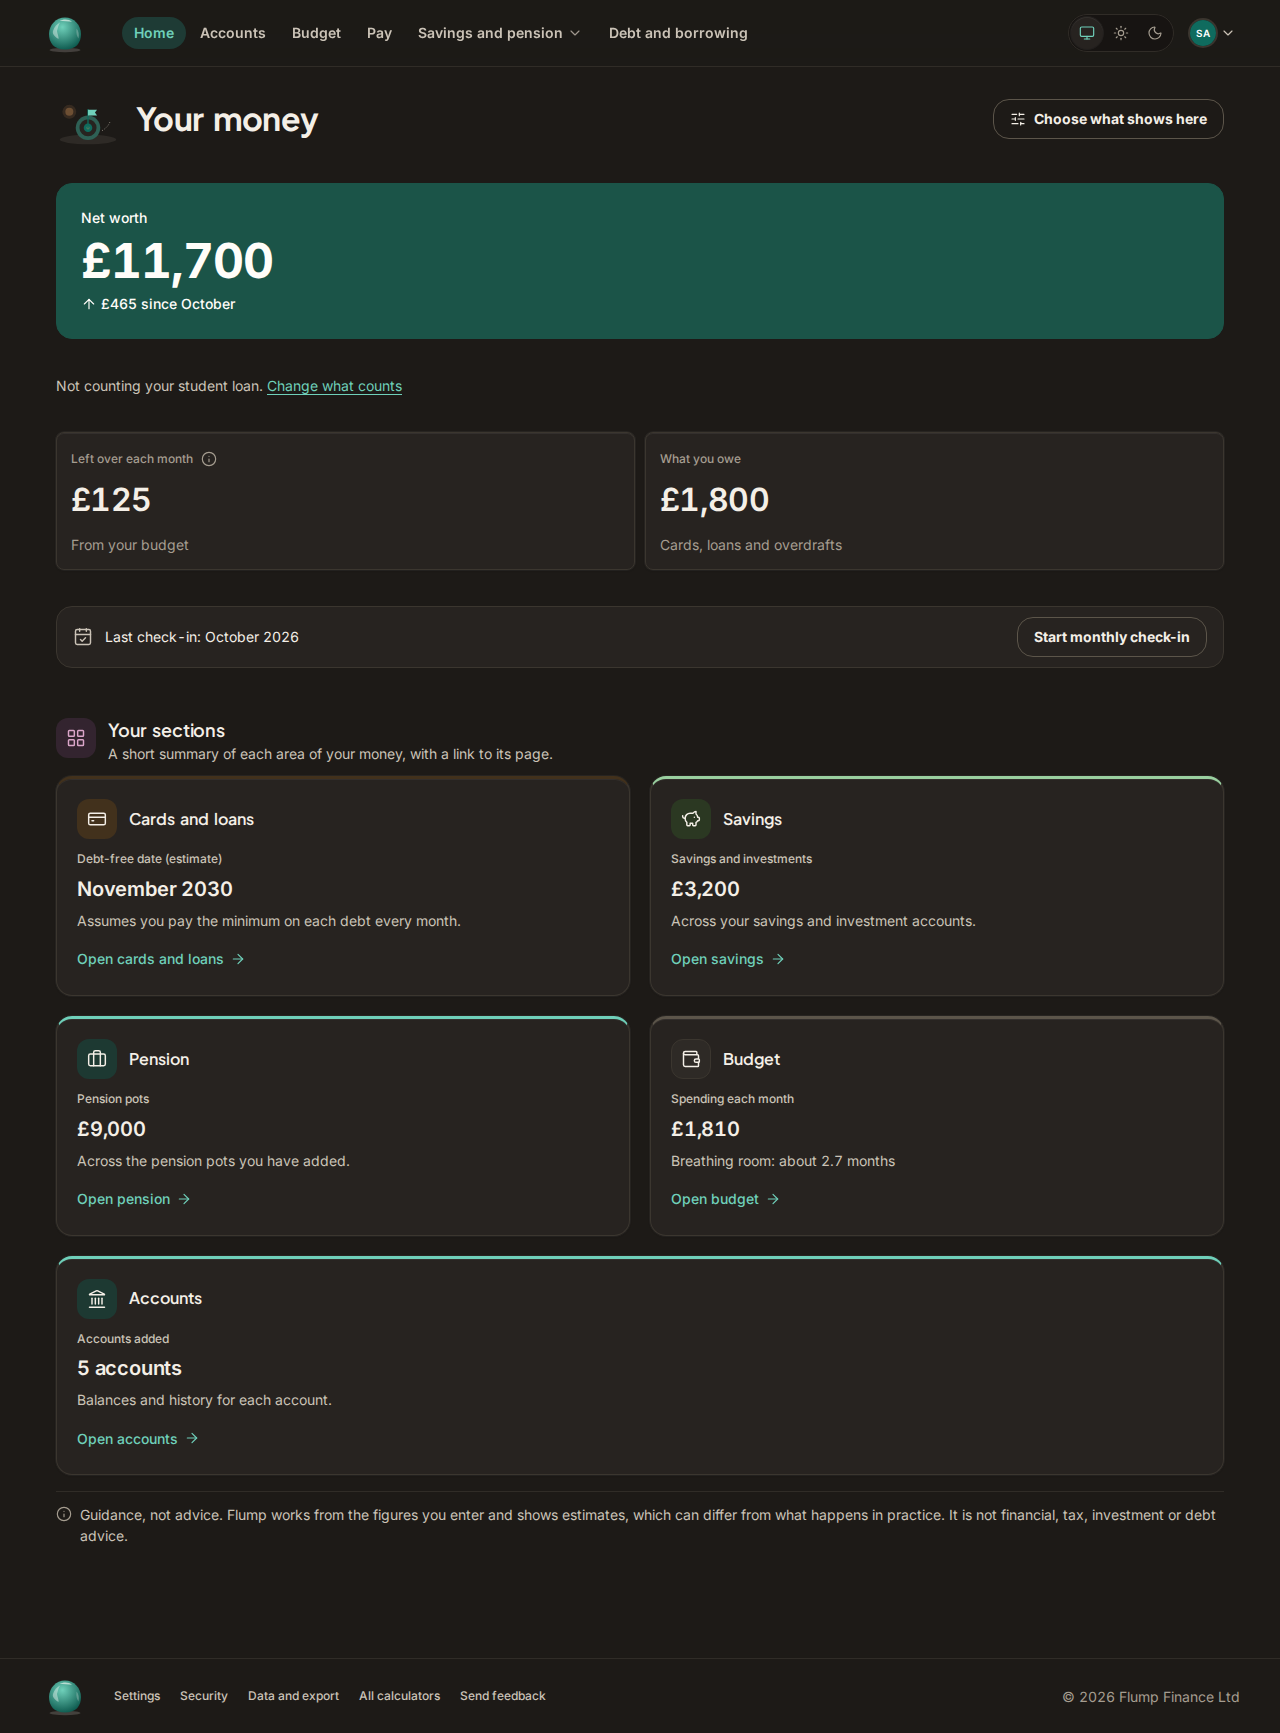 Home
Accounts
Budget
Pay
Savings and pension
Debt and borrowing
SA
Your money
Choose what shows here
Net worth
£11,700
£465 since October
Not counting your student loan. Change what counts
Left over each month
£125
From your budget
What you owe
£1,800
Cards, loans and overdrafts
Last check-in: October 2026
Start monthly check-in
Your sections
A short summary of each area of your money, with a link to its page.
Cards and loans
Debt-free date (estimate)
November 2030
Assumes you pay the minimum on each debt every month.
Open cards and loans
Savings
Savings and investments
£3,200
Across your savings and investment accounts.
Open savings
Pension
Pension pots
£9,000
Across the pension pots you have added.
Open pension
Budget
Spending each month
£1,810
Breathing room: about 2.7 months
Open budget
Accounts
Accounts added
5 accounts
Balances and history for each account.
Open accounts
Guidance, not advice. Flump works from the figures you enter and shows estimates, which can differ from what happens in practice. It is not financial, tax, investment or debt
advice.
Settings
Security
Data and export
All calculators
Send feedback
© 2026 Flump Finance Ltd